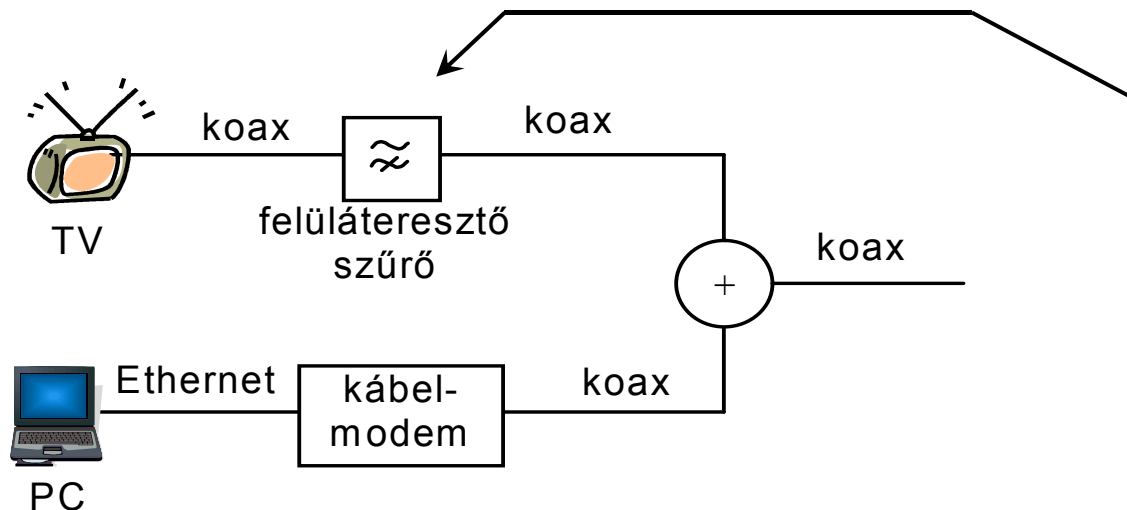 koax
koax
TV
felüláteresztő
szűrő
koax
+
Ethernet
kábel-
modem
koax
PC